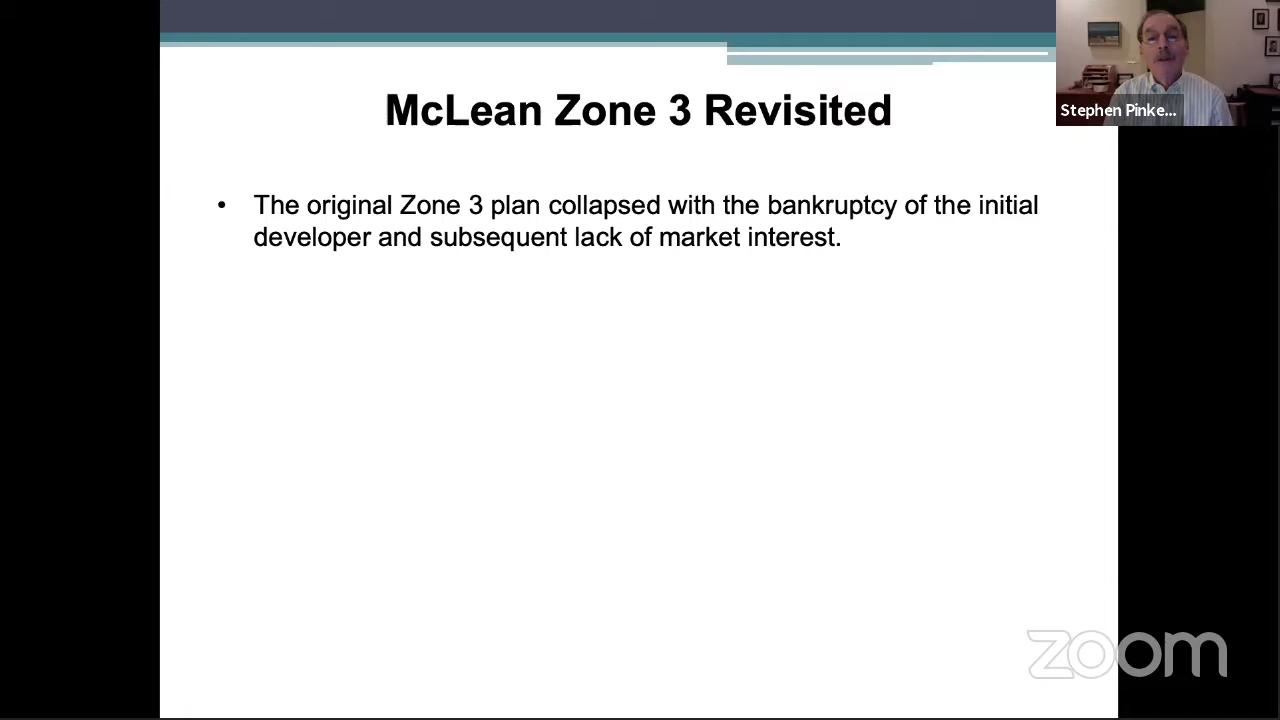 McLean Zone 3 Revisited
Stephen Pinke...
• The original Zone 3 plan collapsed with the bankruptcy of the initial
developer and subsequent lack of market interest.
zoom